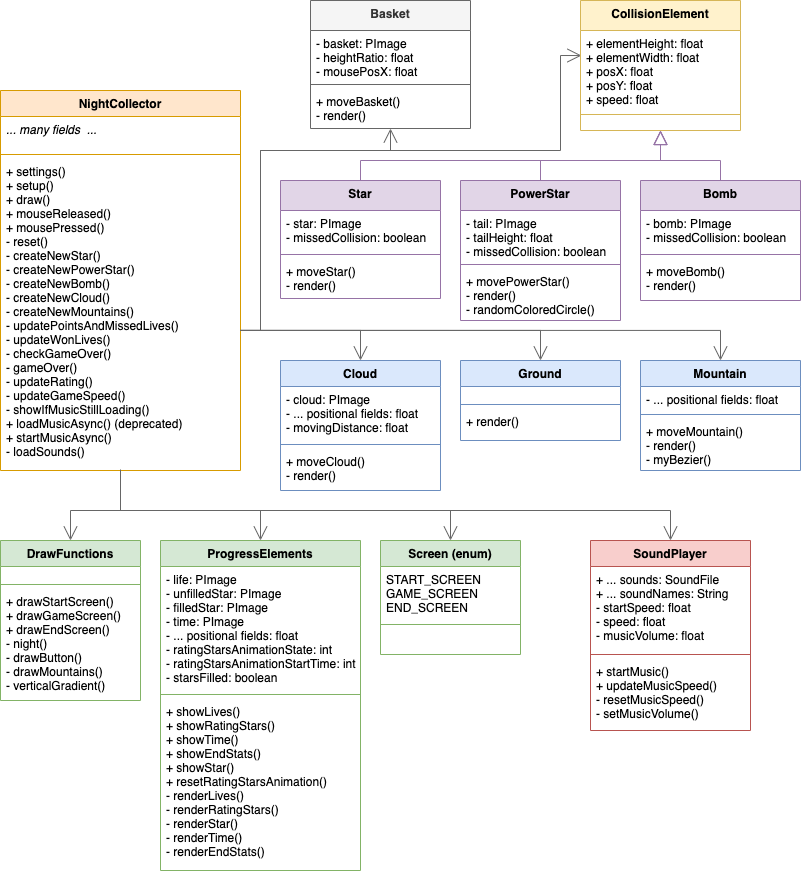 Basket
- basket: PImage
- heightRatio: float
- mousePosX: float
+ moveBasket()
- render()
CollisionElement
+ elementHeight: float
+ elementWidth: float
+ posX: float
+ posY: float
+ speed: float
NightCollector
... many fields ...
+ settings()
+ setup()
+ draw()
+ mouseReleased()
+ mousePressed()
- reset()
- createNewStar()
- createNewPowerStar()
- createNewBomb()
- createNewCloud()
- createNewMountains()
- updatePointsAndMissedLives()
- updateWonLives()
- checkGameOver()
- gameOver()
- updateRating()
- updateGameSpeed()
- showIfMusicStillLoading()
+ loadMusicAsync() (deprecated)
+ startMusicAsync()
- loadSounds()
Star
- star: PImage
- missedCollision: boolean
+ moveStar()
- render()
PowerStar
- tail: PImage
- tailHeight: float
- missedCollision: boolean
+ movePowerStar()
- render()
- randomColoredCircle()
Bomb
- bomb: PImage
- missedCollision: boolean
+ moveBomb()
- render()
Cloud
- cloud: PImage
- ... positional fields: float
- movingDistance: float
+ moveCloud()
- render()
Ground
+ render()
Mountain
- ... positional fields: float
+ moveMountain()
- render()
- myBezier()
DrawFunctions
+ drawStartScreen()
+ drawGameScreen()
+ drawEndScreen()
- night()
- drawButton()
- drawMountains()
- verticalGradient()
ProgressElements
- life: PImage
- unfilledStar: PImage
- filledStar: PImage
- time: PImage
- ... positional fields: float
- ratingStarsAnimationState: int
- ratingStarsAnimationStartTime: int
- starsFilled: boolean
+ showLives()
+ showRatingStars()
+ showTime()
+ showEndStats()
+ showStar()
+ resetRatingStarsAnimation()
- renderLives()
- renderRatingStars()
- renderStar()
- renderTime()
- renderEndStats()
Screen (enum)
START_SCREEN
GAME_SCREEN
END_SCREEN
SoundPlayer
+ ... sounds: SoundFile
+ ... soundNames: String
- startSpeed: float
- speed: float
- musicVolume: float
+ startMusic()
+ updateMusicSpeed()
- resetMusicSpeed()
- setMusicVolume()